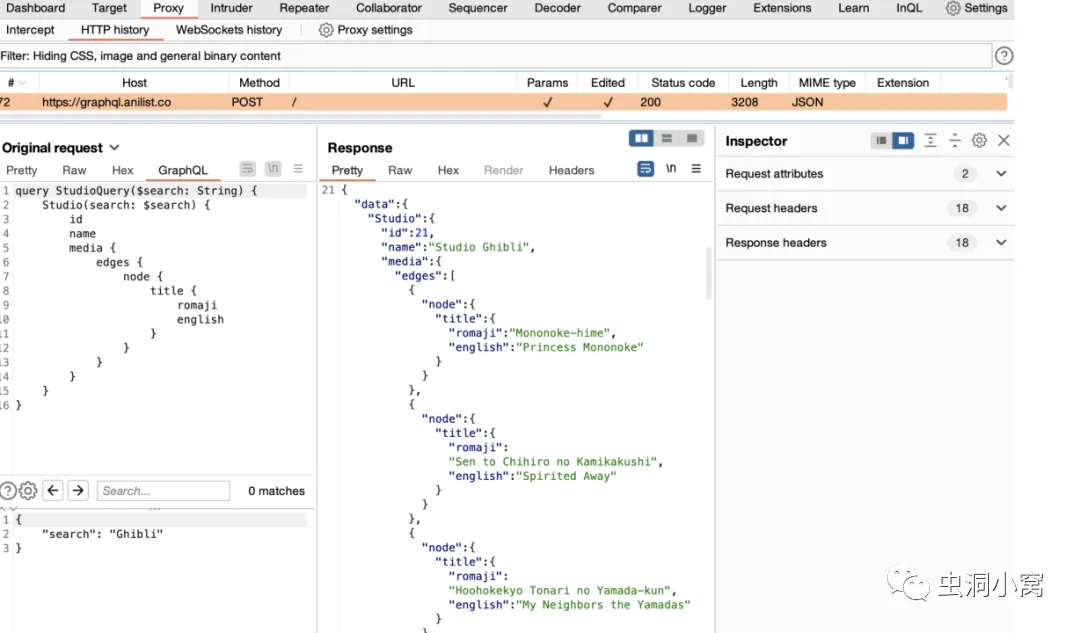 Dashboard Target Proxy Intruder Repeater Collaborator Sequencer Decoder Comparer Logger Extensions Learn InQL Settings
Intercept HTTP history WebSockets history Proxy settings
Filter: Hiding CSS, image and general binary content
# Host Method URL Params Edited Status code Length MIME type Extension
72 https://graphql.anilist.co POST / ✓ ✓ 200 3208 JSON
Original request
Pretty Raw Hex GraphQL \n
1 query StudioQuery($search: String) {
2 Studio(search: $search) {
3 id
4 name
5 media {
6 edges {
7 node {
8 title {
9 romaji
10 english
11 }
12 }
13 }
14 }
15 }
16 }
Search... 0 matches
1 {
2 "search": "Ghibli"
3 }
Response
Pretty Raw Hex Render Headers \n
21 {
"data":{
"Studio":{
"id":21,
"name":"Studio Ghibli",
"media":{
"edges":[
{
"node":{
"title":{
"romaji":"Mononoke-hime",
"english":"Princess Mononoke"
}
}
},
{
"node":{
"title":{
"romaji":
"Sen to Chihiro no Kamikakushi",
"english":"Spirited Away"
}
}
},
{
"node":{
"title":{
"romaji":
"Hoohokekyo Tonari no Yamada-kun",
"english":"My Neighbors the Yamadas"
}
}
Inspector
Request attributes 2
Request headers 18
Response headers 18
虫洞小窝